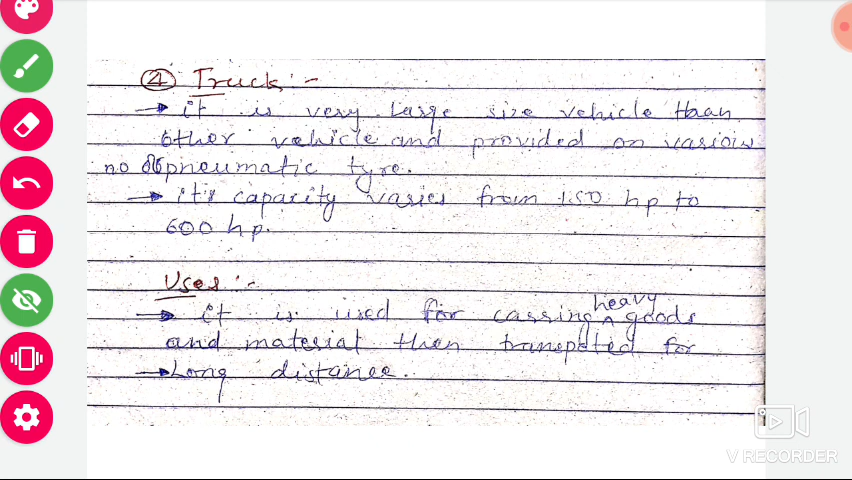 ④ Truck :-
→ it is very large size vehicle than
other vehicle and provided on various
no of pneumatic tyre.
→ it's capacity varies from 150 hp to
600 hp.
Uses :-
→ it is used for carring heavy goods
and material then transpoted for
→ Long distance.
V RECORDER